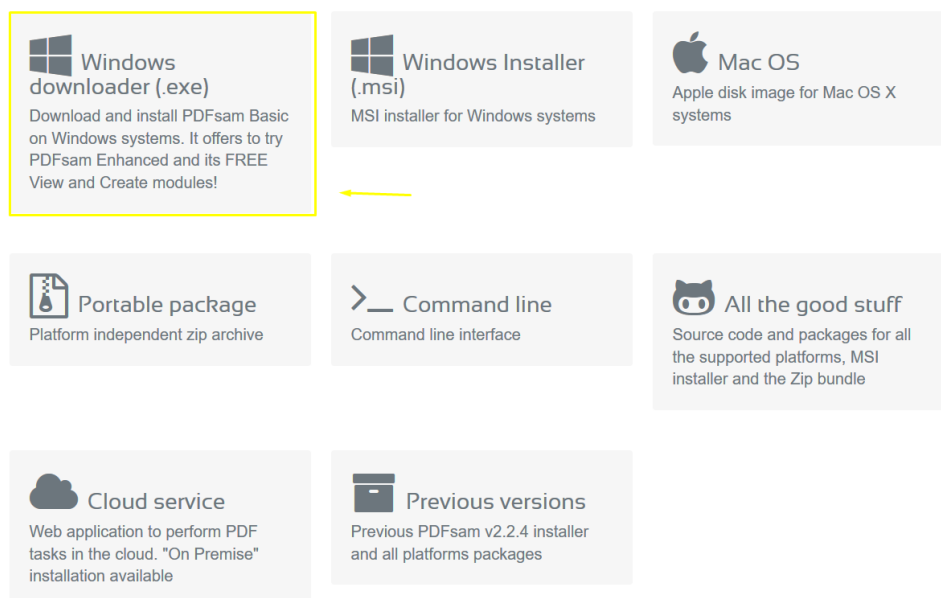 Windows
downloader (.exe)
Download and install PDFsam Basic
on Windows systems. It offers to try
PDFsam Enhanced and its FREE
View and Create modules!
Windows Installer
(.msi)
MSI installer for Windows systems
Mac OS
Apple disk image for Mac OS X
systems
Portable package
Platform independent zip archive
Command line
Command line interface
All the good stuff
Source code and packages for all
the supported platforms, MSI
installer and the Zip bundle
Cloud service
Web application to perform PDF
tasks in the cloud. "On Premise"
installation available
Previous versions
Previous PDFsam v2.2.4 installer
and all platforms packages